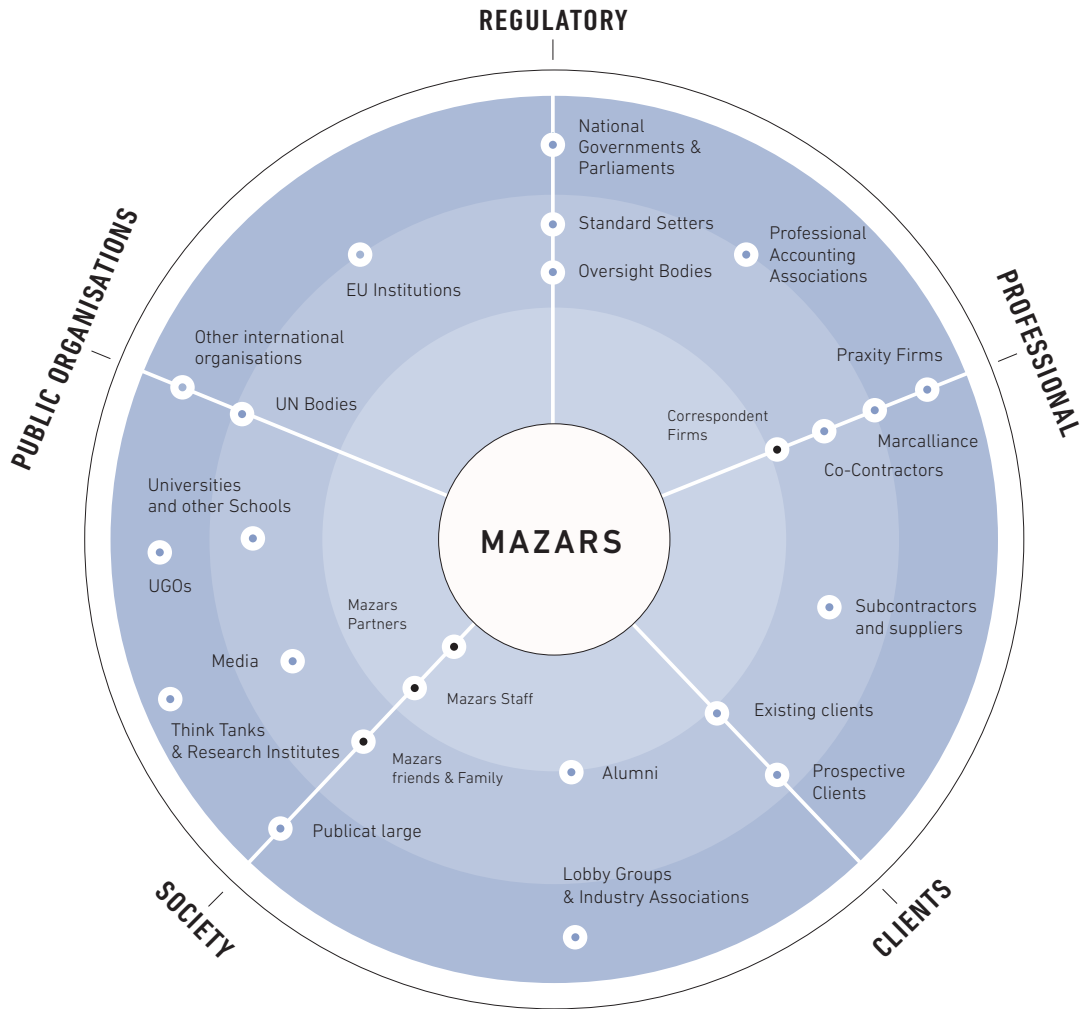 REGULATORY
National
Governments &
Parliaments
Standard Setters
Professional
Accounting
Associations
Oversight Bodies
EU Institutions
PUBLIC ORGANISATIONS
PROFESSIONAL
Other international
organisations
Praxity Firms
UN Bodies
Correspondent
Firms
Marcalliance
Co-Contractors
Universities
and other Schools
MAZARS
UGOs
Mazars
Partners
Subcontractors
and suppliers
Media
Mazars Staff
Existing clients
Think Tanks
& Research Institutes
Mazars
friends & Family
Alumni
Prospective
Clients
Publicat large
Lobby Groups
& Industry Associations
SOCIETY
CLIENTS